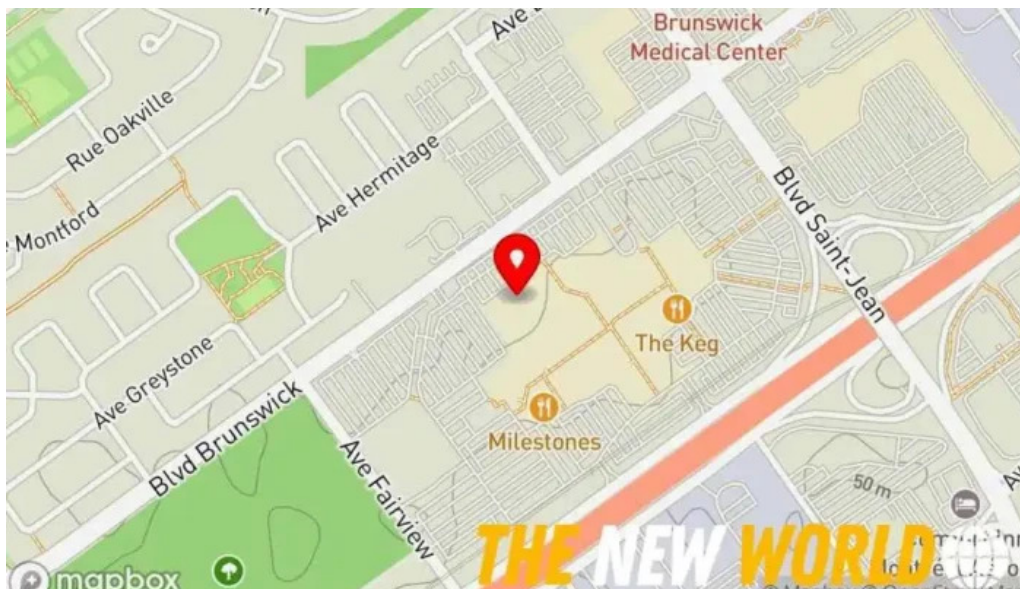 Brunswick
Medical Center
Rue Oakville
Ave Hermitage
Montford
Blvd Saint-Jean
The Keg
Ave Greystone
Milestones
Blvd Brunswick
Ave Fairview
50 m
THE NEW WORLD
mapbox